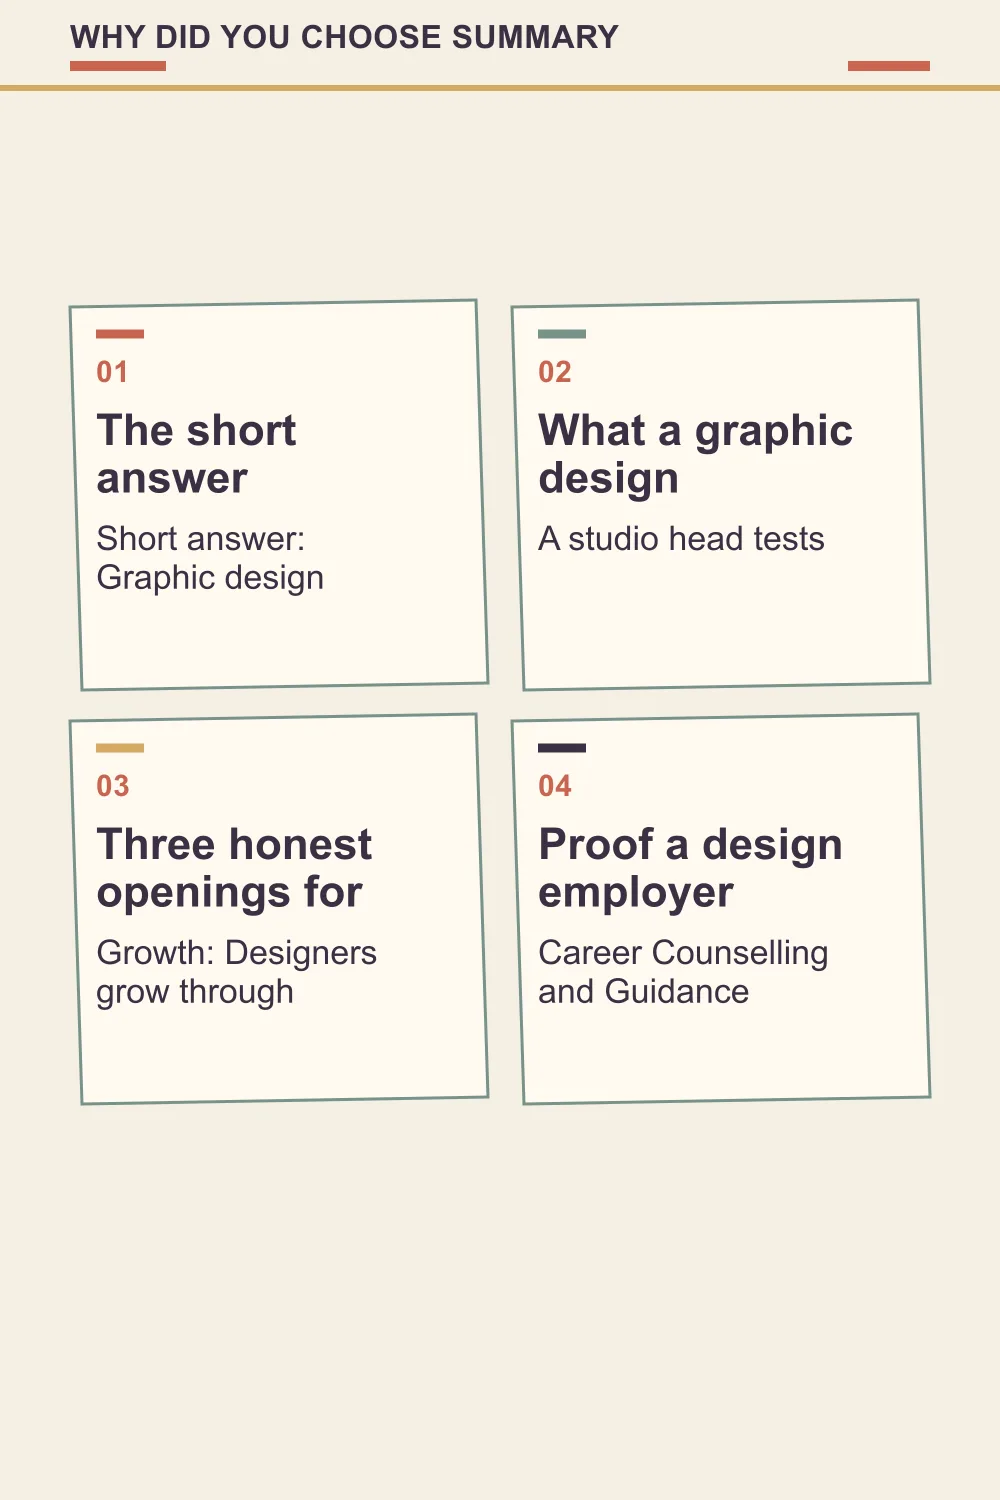 WHY DID YOU CHOOSE SUMMARY
01
The short
answer
Short answer:
Graphic design
02
What a graphic
design
A studio head tests
03
Three honest
openings for
Growth: Designers
grow through
04
Proof a design
employer
Career Counselling
and Guidance